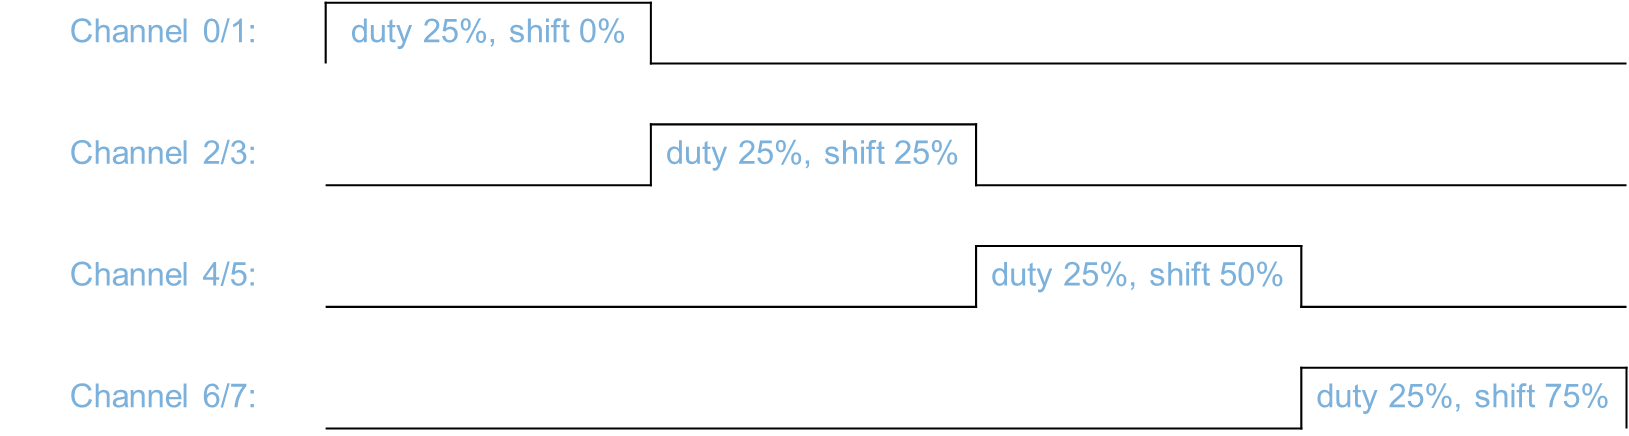 Channel 0/1: duty 25%, shift 0%
Channel 2/3: duty 25%, shift 25%
Channel 4/5: duty 25%, shift 50%
Channel 6/7: duty 25%, shift 75%